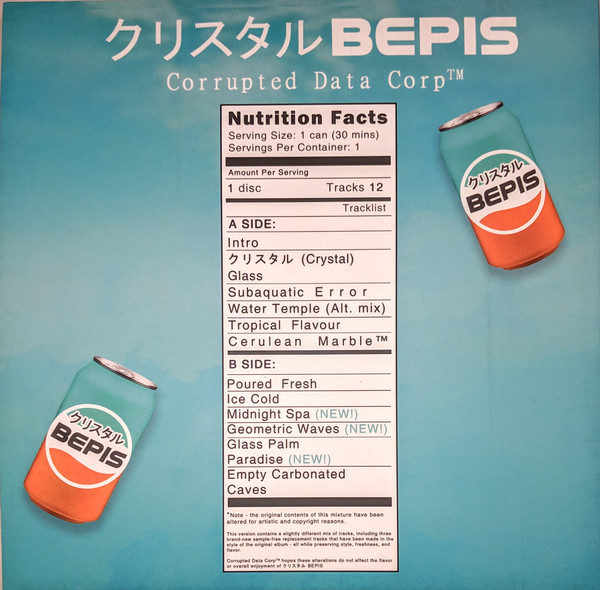 クリスタルBEPIS
Corrupted Data Corp™
Nutrition Facts
Serving Size: 1 can (30 mins)
Servings Per Container: 1
Amount Per Serving
1 disc Tracks 12
Tracklist
A SIDE:
Intro
クリスタル (Crystal)
Glass
Subaquatic Error
Water Temple (Alt. mix)
Tropical Flavour
Cerulean Marble™
B SIDE:
Poured Fresh
Ice Cold
Midnight Spa (NEW!)
Geometric Waves (NEW!)
Glass Palm
Paradise (NEW!)
Empty Carbonated
Caves
*Note - the original contents of this mixture have been
altered for artistic and copyright reasons.
This version contains a slightly different mix of tracks, including three
brand-new sample-free replacement tracks that have been made in the
style of the original album - all while preserving style, freshness, and
flavor.
Corrupted Data Corp™ hopes these alterations do not affect the flavor
or overall enjoyment of クリスタル BEPIS
クリスタル
BEPIS
クリスタル
BEPIS